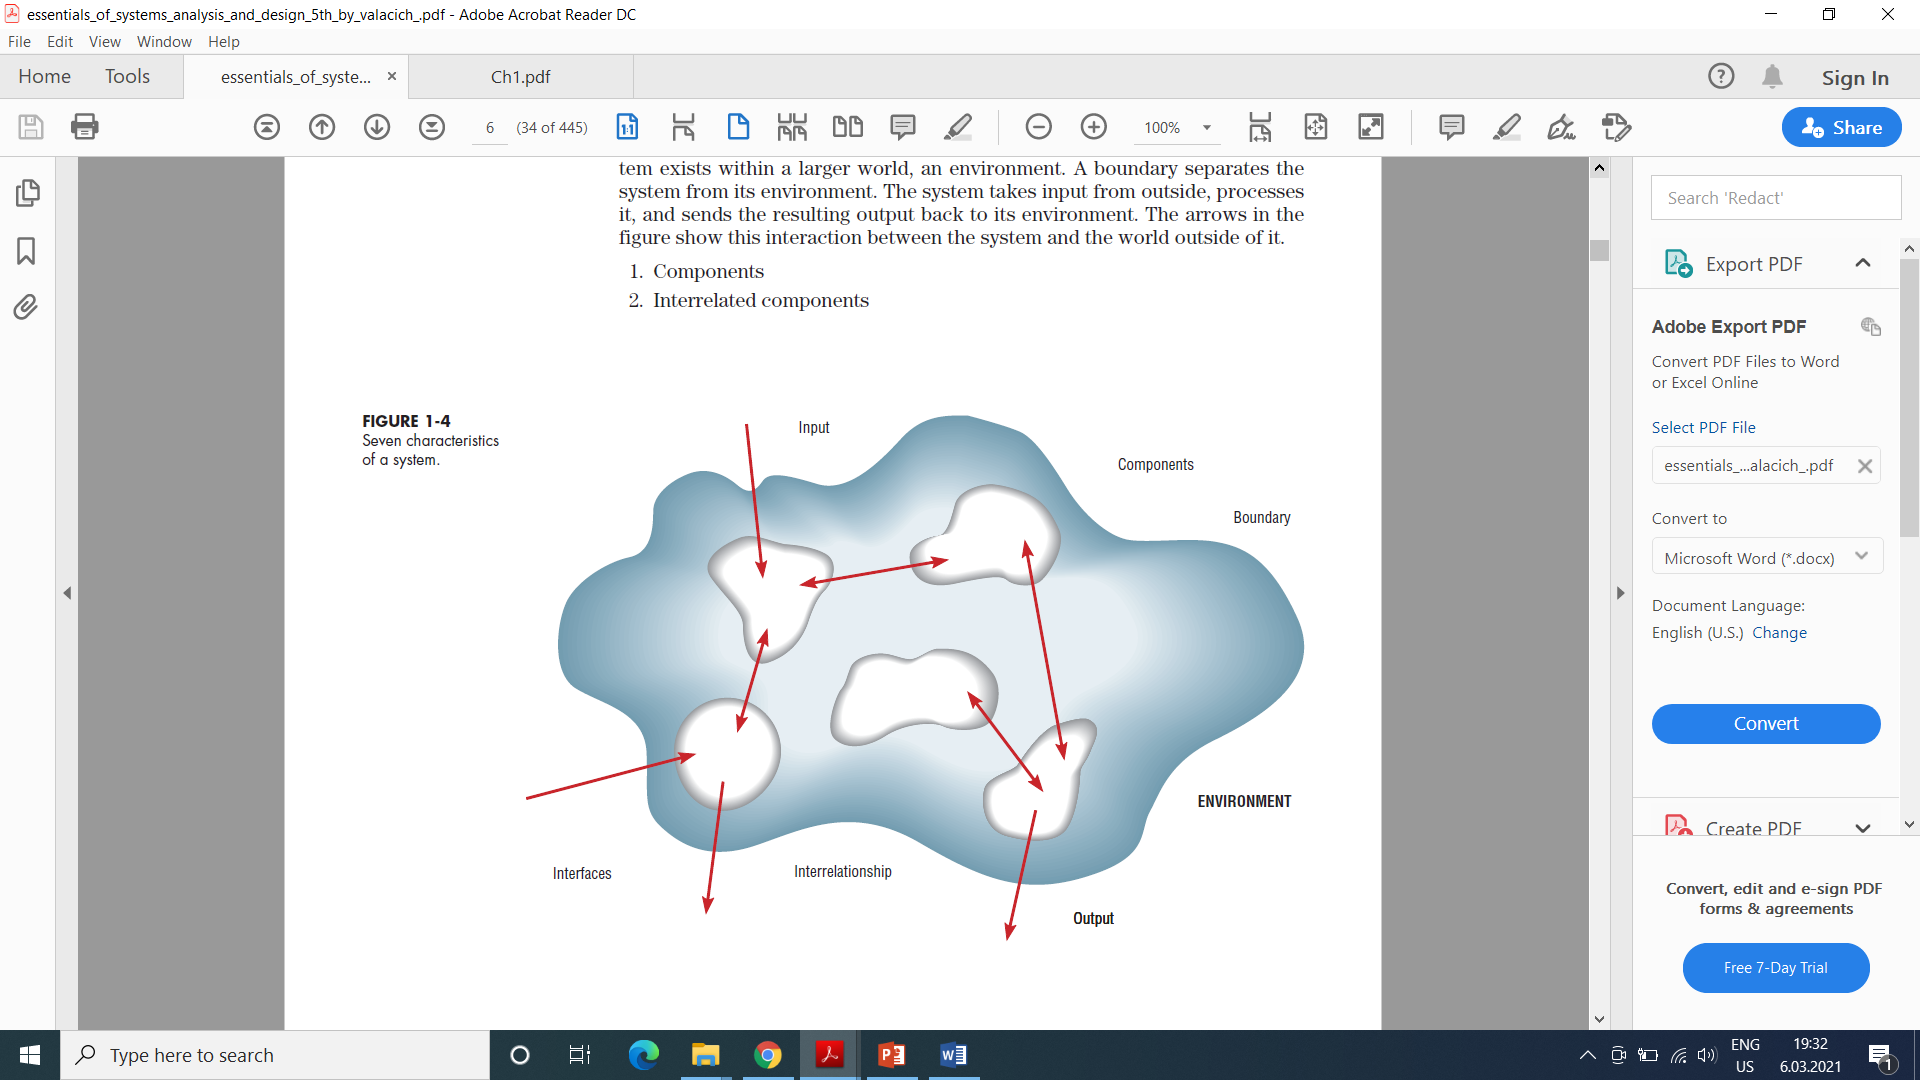 essentials_of_systems_analysis_and_design_5th_by_valacich_.pdf - Adobe Acrobat Reader DC
File Edit View Window Help
Home Tools essentials_of_syste... × Ch1.pdf ? Sign In
6 (34 of 445) 1:1 100% Share
tem exists within a larger world, an environment. A boundary separates the
system from its environment. The system takes input from outside, processes
it, and sends the resulting output back to its environment. The arrows in the
figure show this interaction between the system and the world outside of it.
1. Components
2. Interrelated components
FIGURE 1-4
Seven characteristics
of a system.
Input
Components
Boundary
ENVIRONMENT
Interfaces
Interrelationship
Output
Search 'Redact'
Export PDF
Adobe Export PDF
Convert PDF Files to Word
or Excel Online
Select PDF File
essentials_...alacich_.pdf
Convert to
Microsoft Word (*.docx)
Document Language:
English (U.S.) Change
Convert
Create PDF
Convert, edit and e-sign PDF
forms & agreements
Free 7-Day Trial
Type here to search
ENG
US
19:32
6.03.2021
1